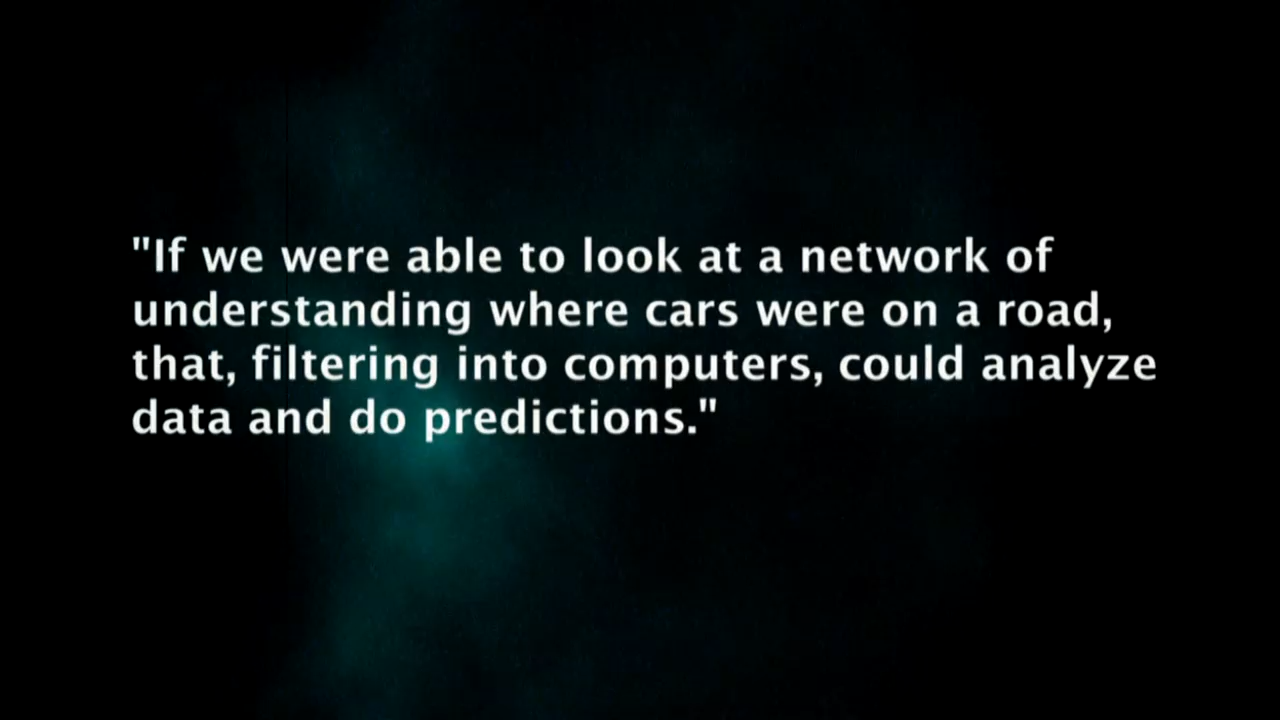 "If we were able to look at a network of
understanding where cars were on a road,
that, filtering into computers, could analyze
data and do predictions."